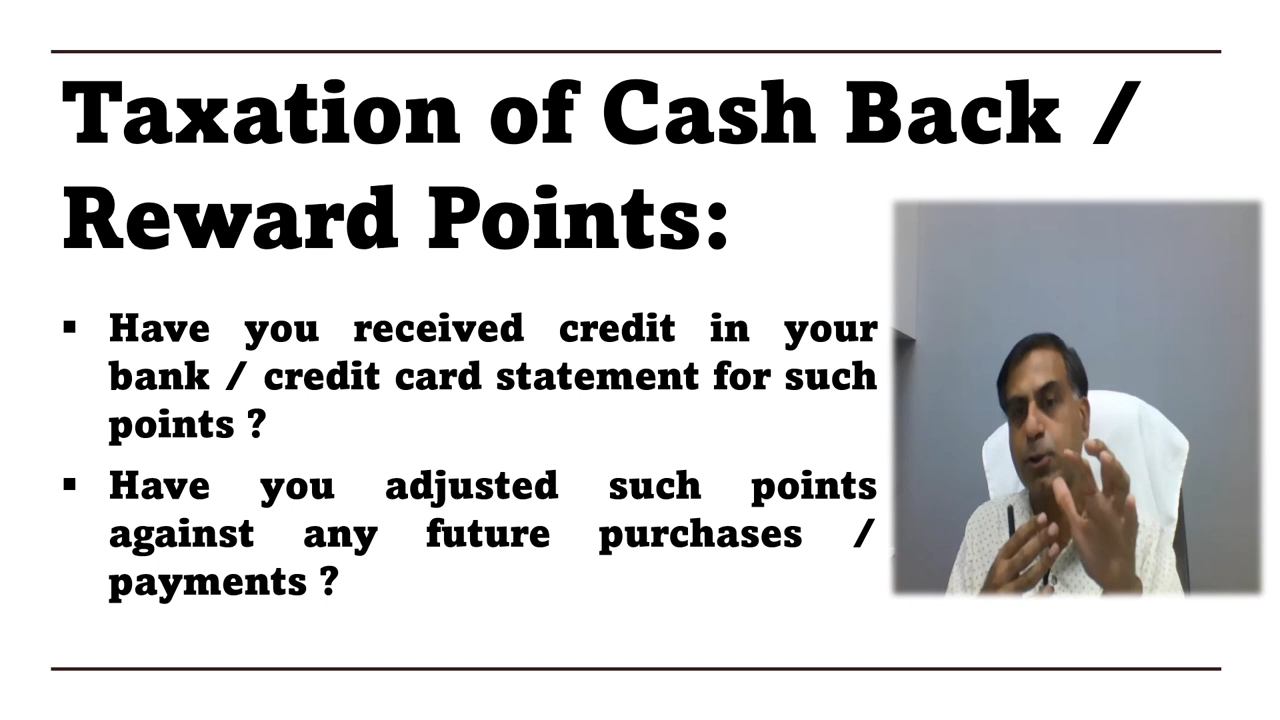 Taxation of Cash Back /
Reward Points:
▪ Have you received credit in your
bank / credit card statement for such
points ?
▪ Have you adjusted such points
against any future purchases /
payments ?